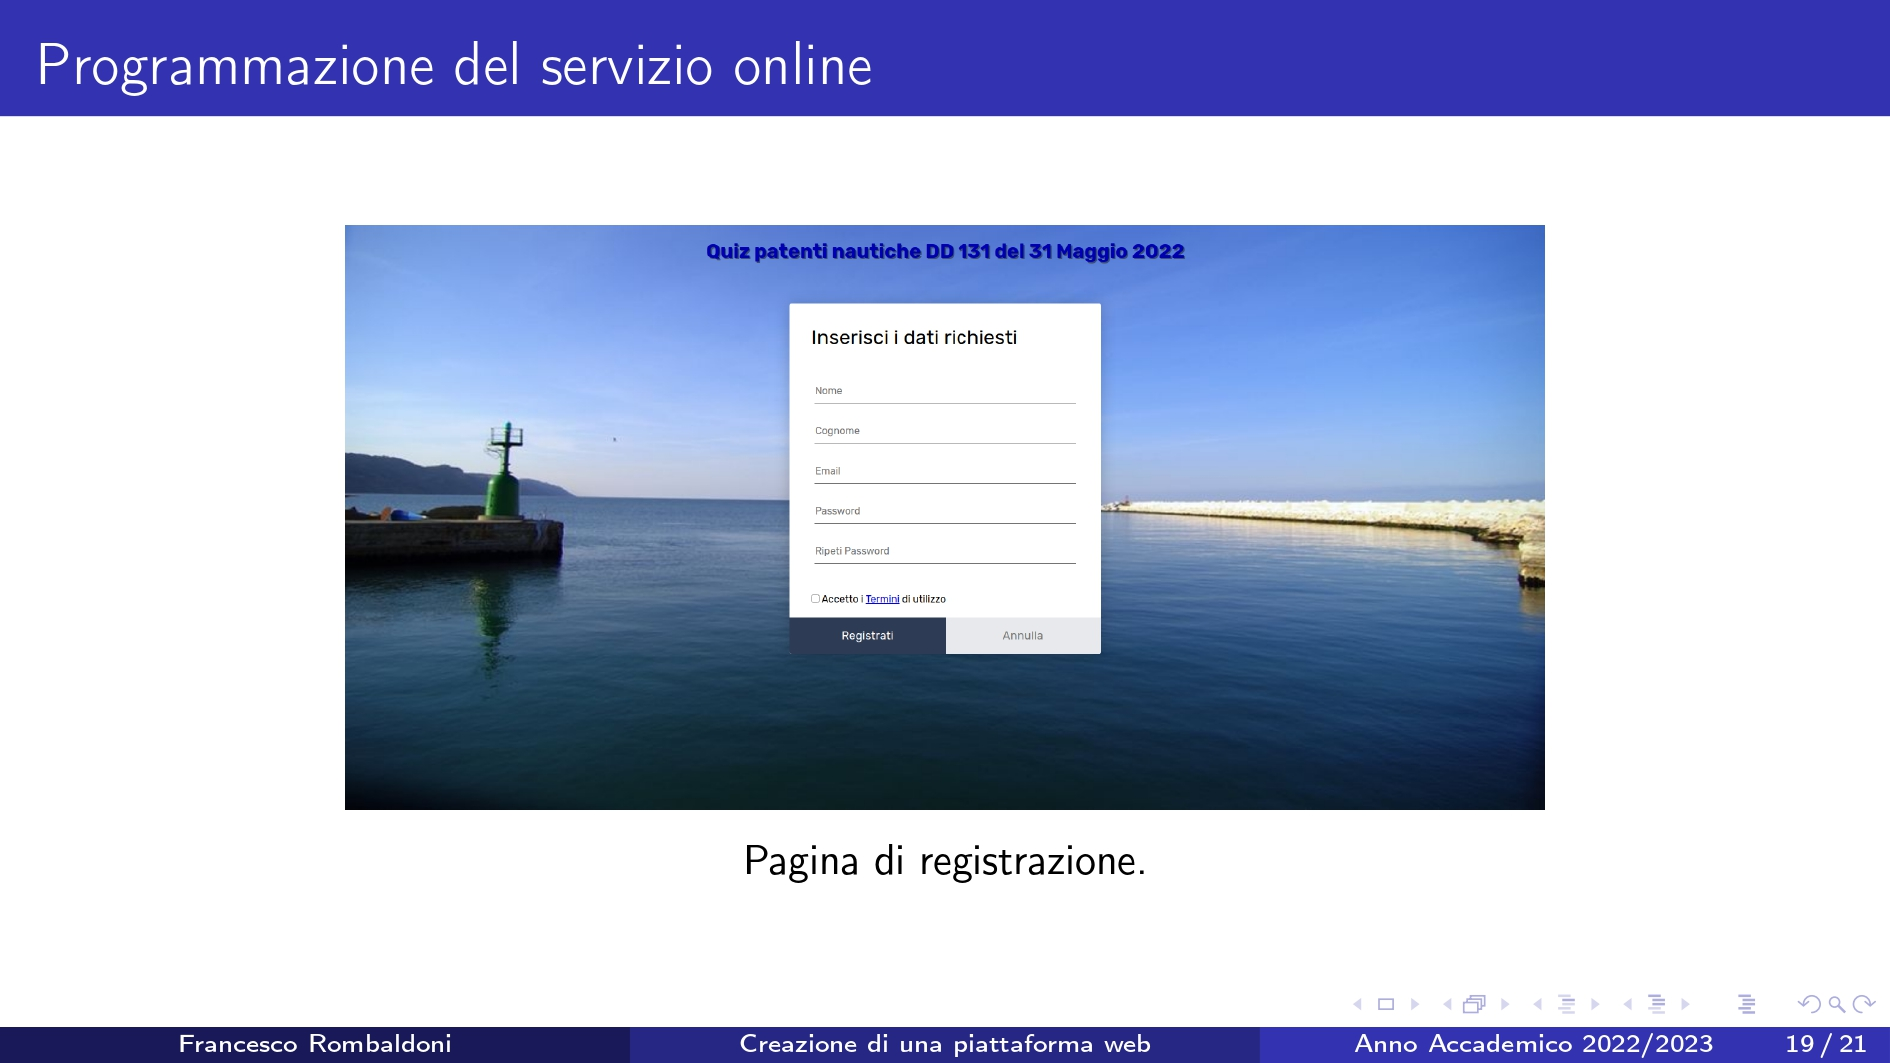 Programmazione del servizio online
Quiz patenti nautiche DD 131 del 31 Maggio 2022
Inserisci i dati richiesti
Nome
Cognome
Email
Password
Ripeti Password
Accetto i Termini di utilizzo
Registrati
Annulla
Pagina di registrazione.
Francesco Rombaldoni
Creazione di una piattaforma web
Anno Accademico 2022/2023
19 / 21